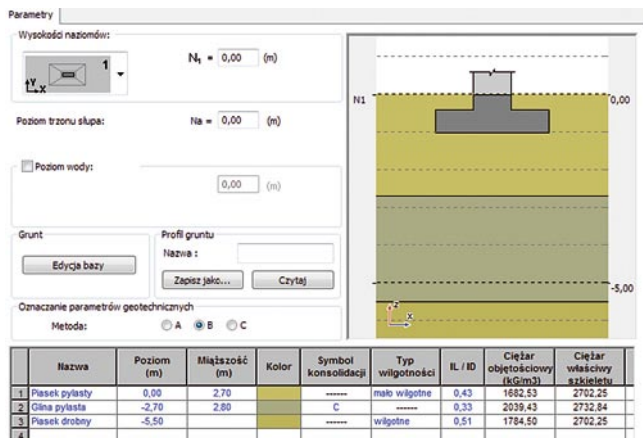 Parametry
Wysokości naziomów:
1
Y
X
N₁ = 0,00 (m)
Poziom trzonu słupa:
Na = 0,00 (m)
Poziom wody:
0,00 (m)
Grunt
Edycja bazy
Profil gruntu
Nazwa :
Zapisz jako...
Czytaj
Oznaczanie parametrów geotechnicznych
Metoda:
A
B
C
N1
0,00
-5,00
z
x
Nazwa Poziom (m) Miąższość (m) Kolor Symbol konsolidacji Typ wilgotności IL / ID Ciężar objętościowy (kG/m3) Ciężar właściwy szkieletu
1 Piasek pylasty 0,00 2,70 ------ mało wilgotne 0,43 1682,53 2702,25
2 Glina pylasta -2,70 2,80 C ------ 0,33 2039,43 2732,84
3 Piasek drobny -5,50 ------ wilgotne 0,51 1784,50 2702,25
4